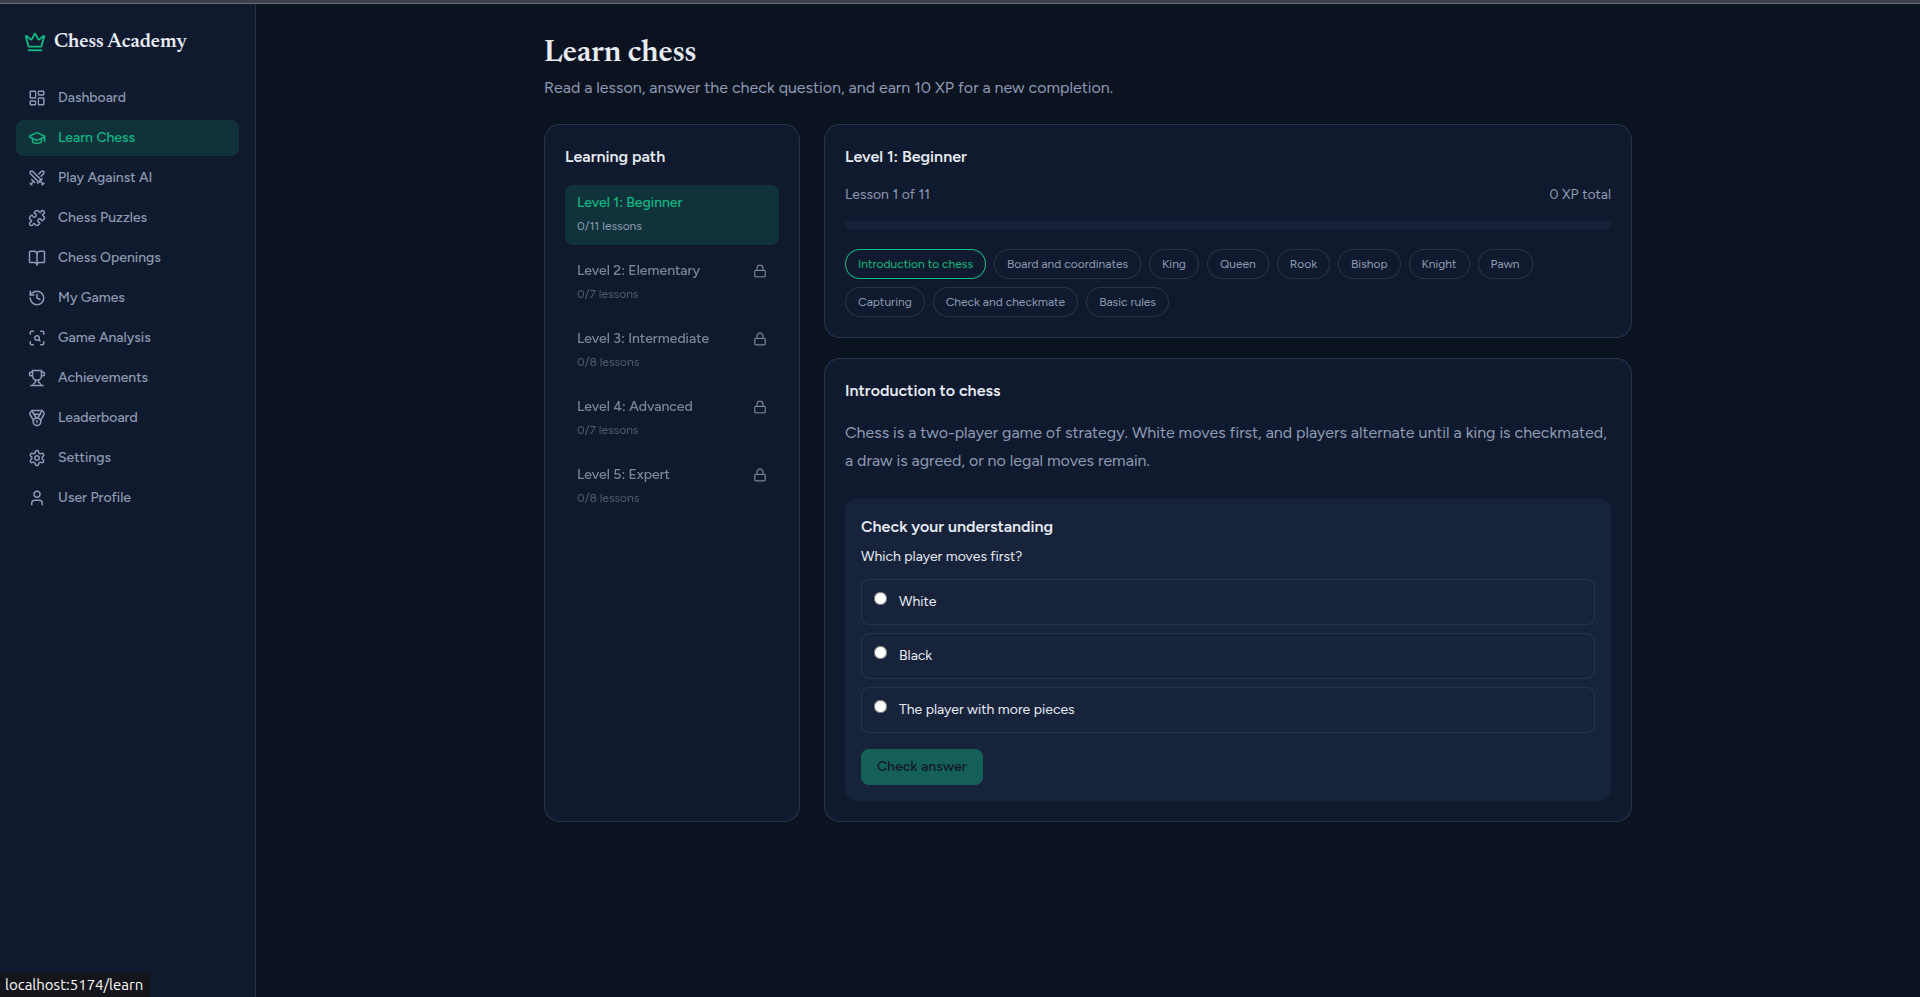 Chess Academy
Dashboard
Learn Chess
Play Against AI
Chess Puzzles
Chess Openings
My Games
Game Analysis
Achievements
Leaderboard
Settings
User Profile
Learn chess
Read a lesson, answer the check question, and earn 10 XP for a new completion.
Learning path
Level 1: Beginner
0/11 lessons
Level 2: Elementary
0/7 lessons
Level 3: Intermediate
0/8 lessons
Level 4: Advanced
0/7 lessons
Level 5: Expert
0/8 lessons
Level 1: Beginner
Lesson 1 of 11 0 XP total
Introduction to chess Board and coordinates King Queen Rook Bishop Knight Pawn
Capturing Check and checkmate Basic rules
Introduction to chess
Chess is a two-player game of strategy. White moves first, and players alternate until a king is checkmated,
a draw is agreed, or no legal moves remain.
Check your understanding
Which player moves first?
White
Black
The player with more pieces
Check answer
localhost:5174/learn